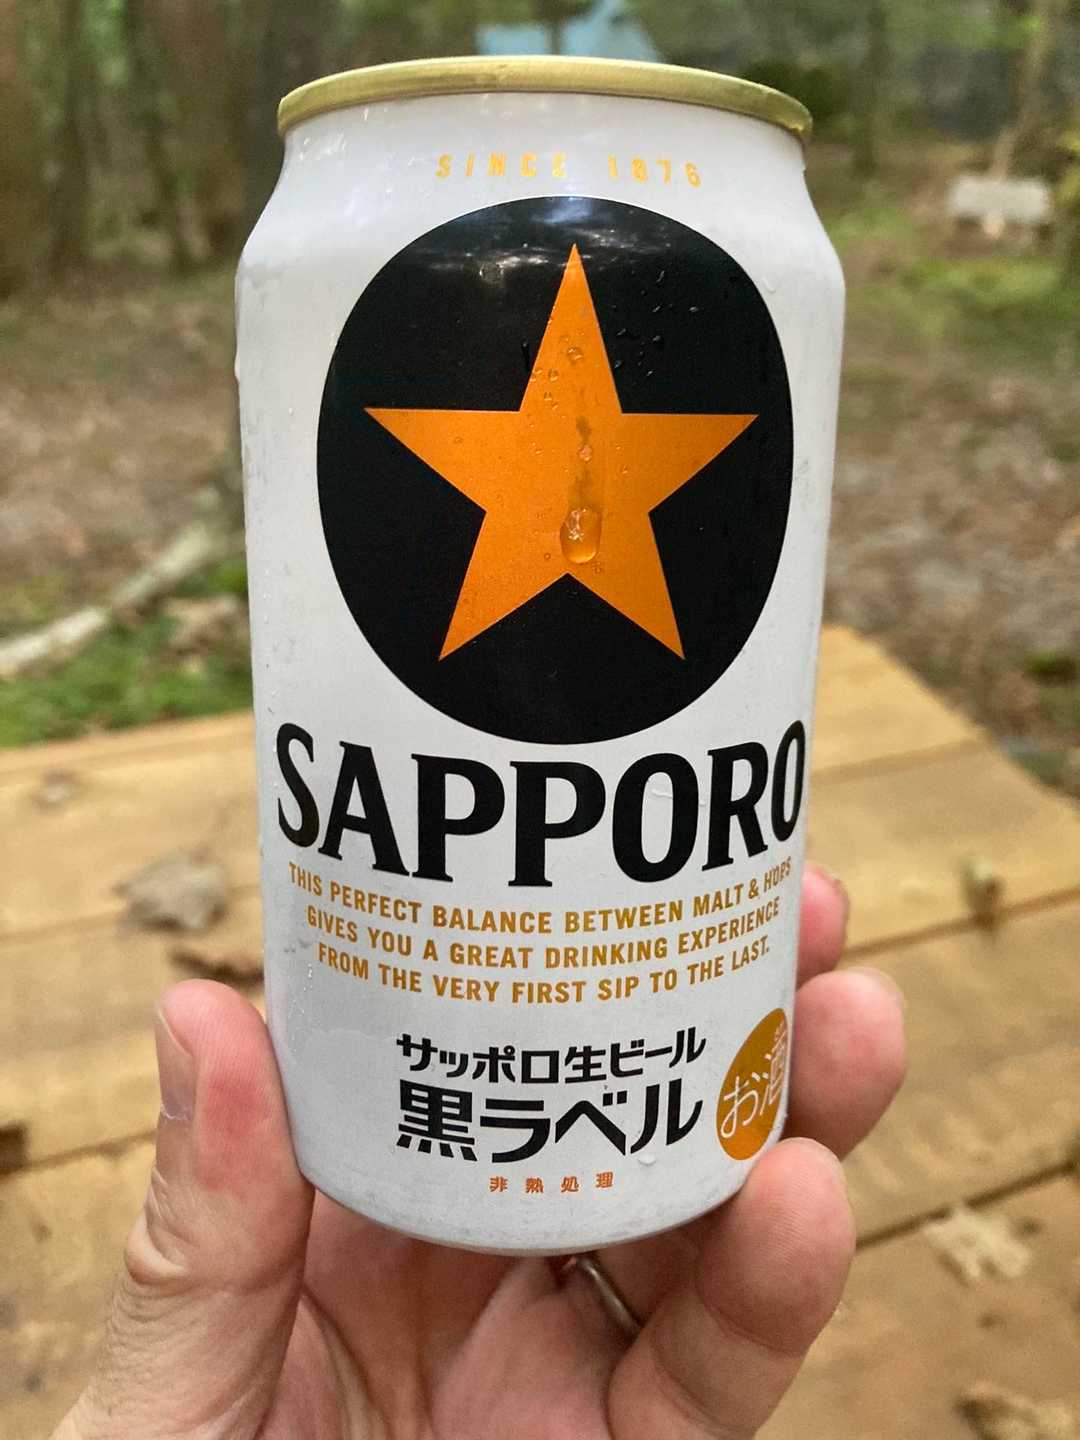 SINCE 1876
SAPPORO
THIS PERFECT BALANCE BETWEEN MALT & HOPS
GIVES YOU A GREAT DRINKING EXPERIENCE
FROM THE VERY FIRST SIP TO THE LAST.
サッポロ生ビール
黒ラベル
お酒
非熱処理